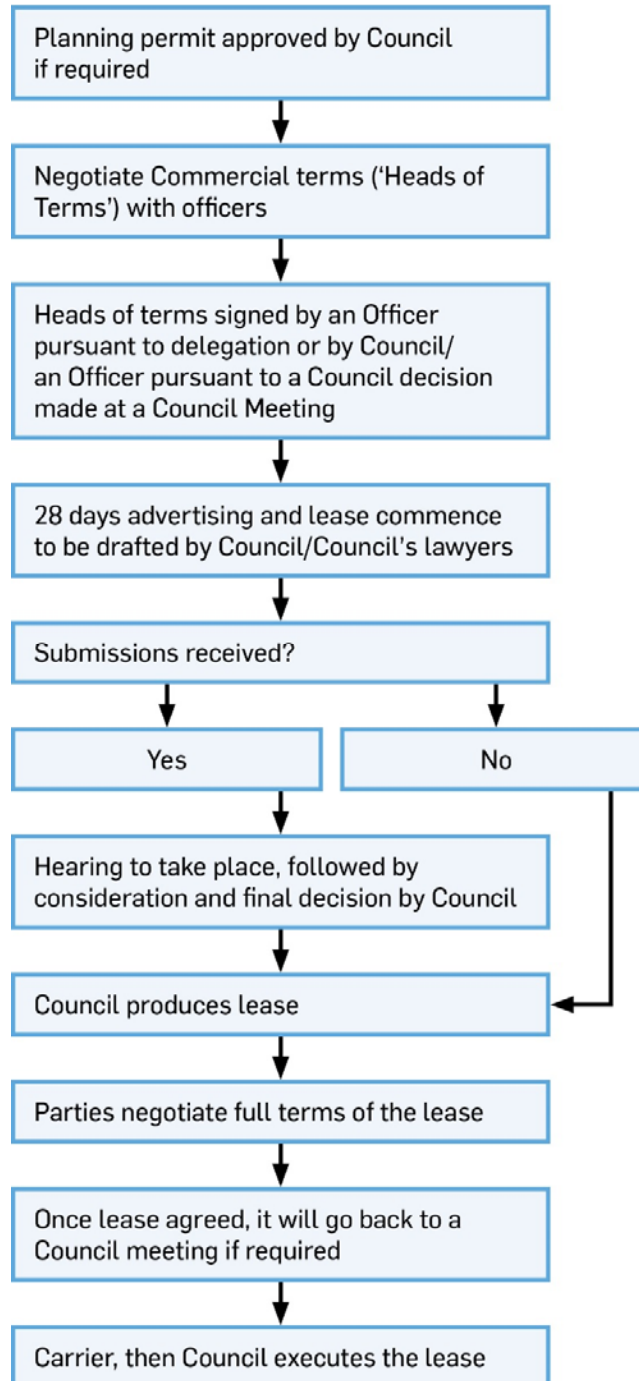 Planning permit approved by Council
if required
Negotiate Commercial terms (‘Heads of
Terms’) with officers
Heads of terms signed by an Officer
pursuant to delegation or by Council/
an Officer pursuant to a Council decision
made at a Council Meeting
28 days advertising and lease commence
to be drafted by Council/Council’s lawyers
Submissions received?
Yes
No
Hearing to take place, followed by
consideration and final decision by Council
Council produces lease
Parties negotiate full terms of the lease
Once lease agreed, it will go back to a
Council meeting if required
Carrier, then Council executes the lease